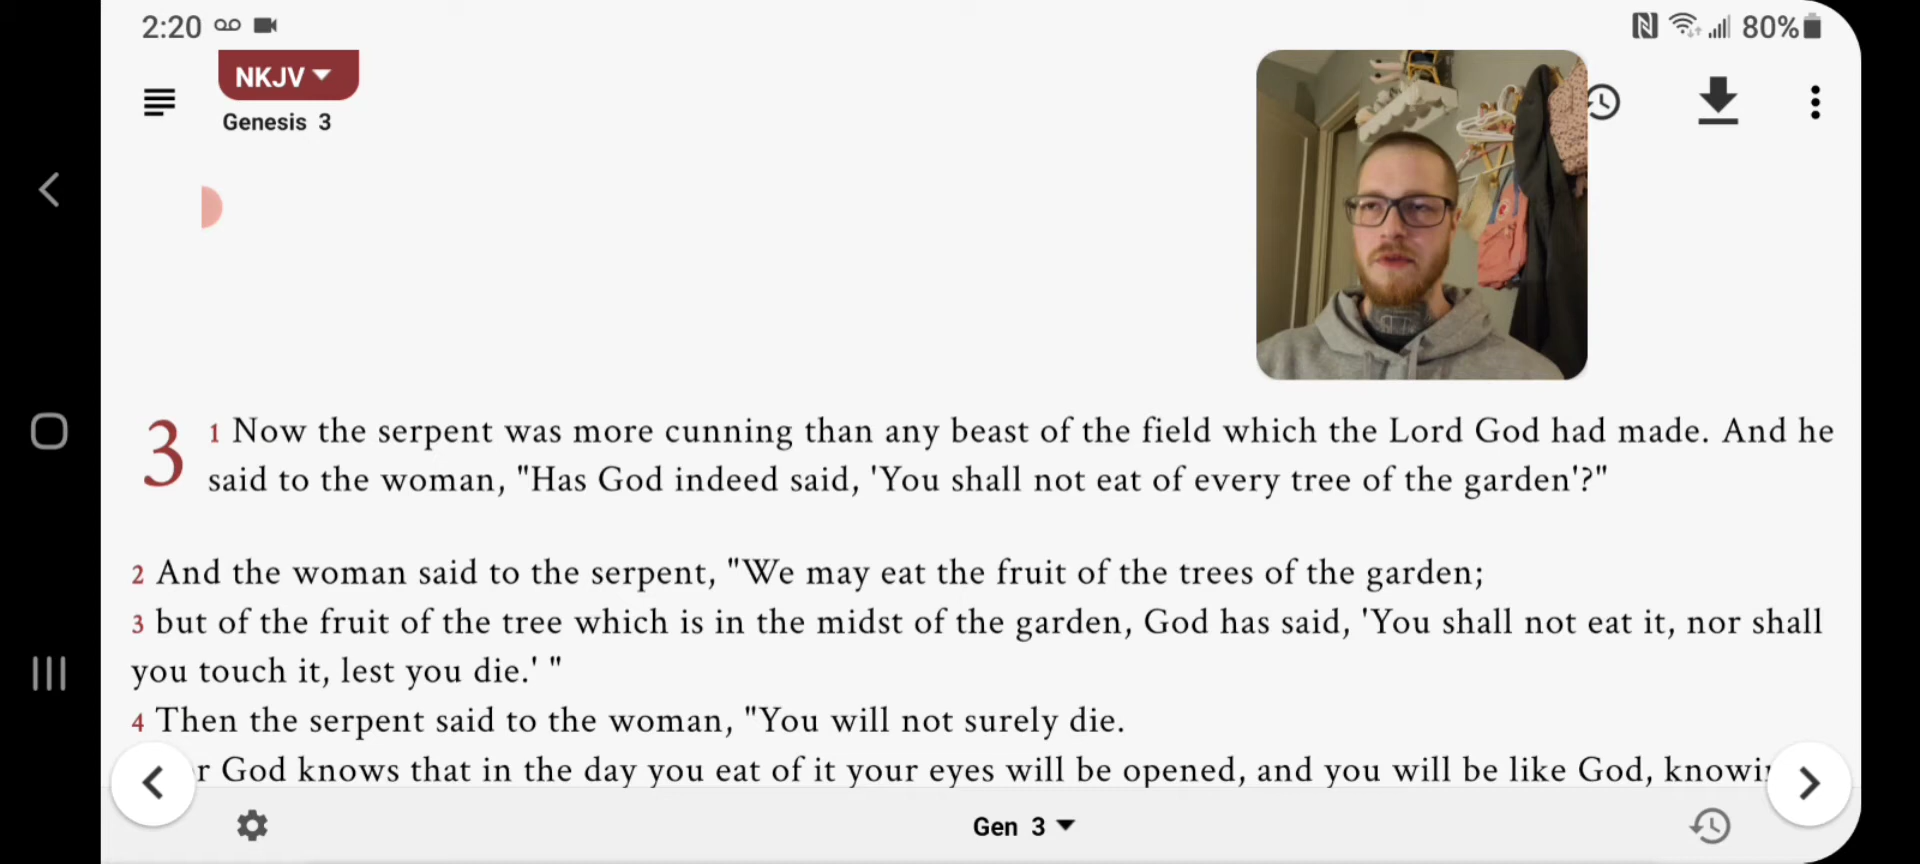 2:20
80%
NKJV
Genesis 3
3
1 Now the serpent was more cunning than any beast of the field which the Lord God had made. And he
said to the woman, "Has God indeed said, 'You shall not eat of every tree of the garden'?"
2 And the woman said to the serpent, "We may eat the fruit of the trees of the garden;
3 but of the fruit of the tree which is in the midst of the garden, God has said, 'You shall not eat it, nor shall
you touch it, lest you die.' "
4 Then the serpent said to the woman, "You will not surely die.
God knows that in the day you eat of it your eyes will be opened, and you will be like God,
Gen 3